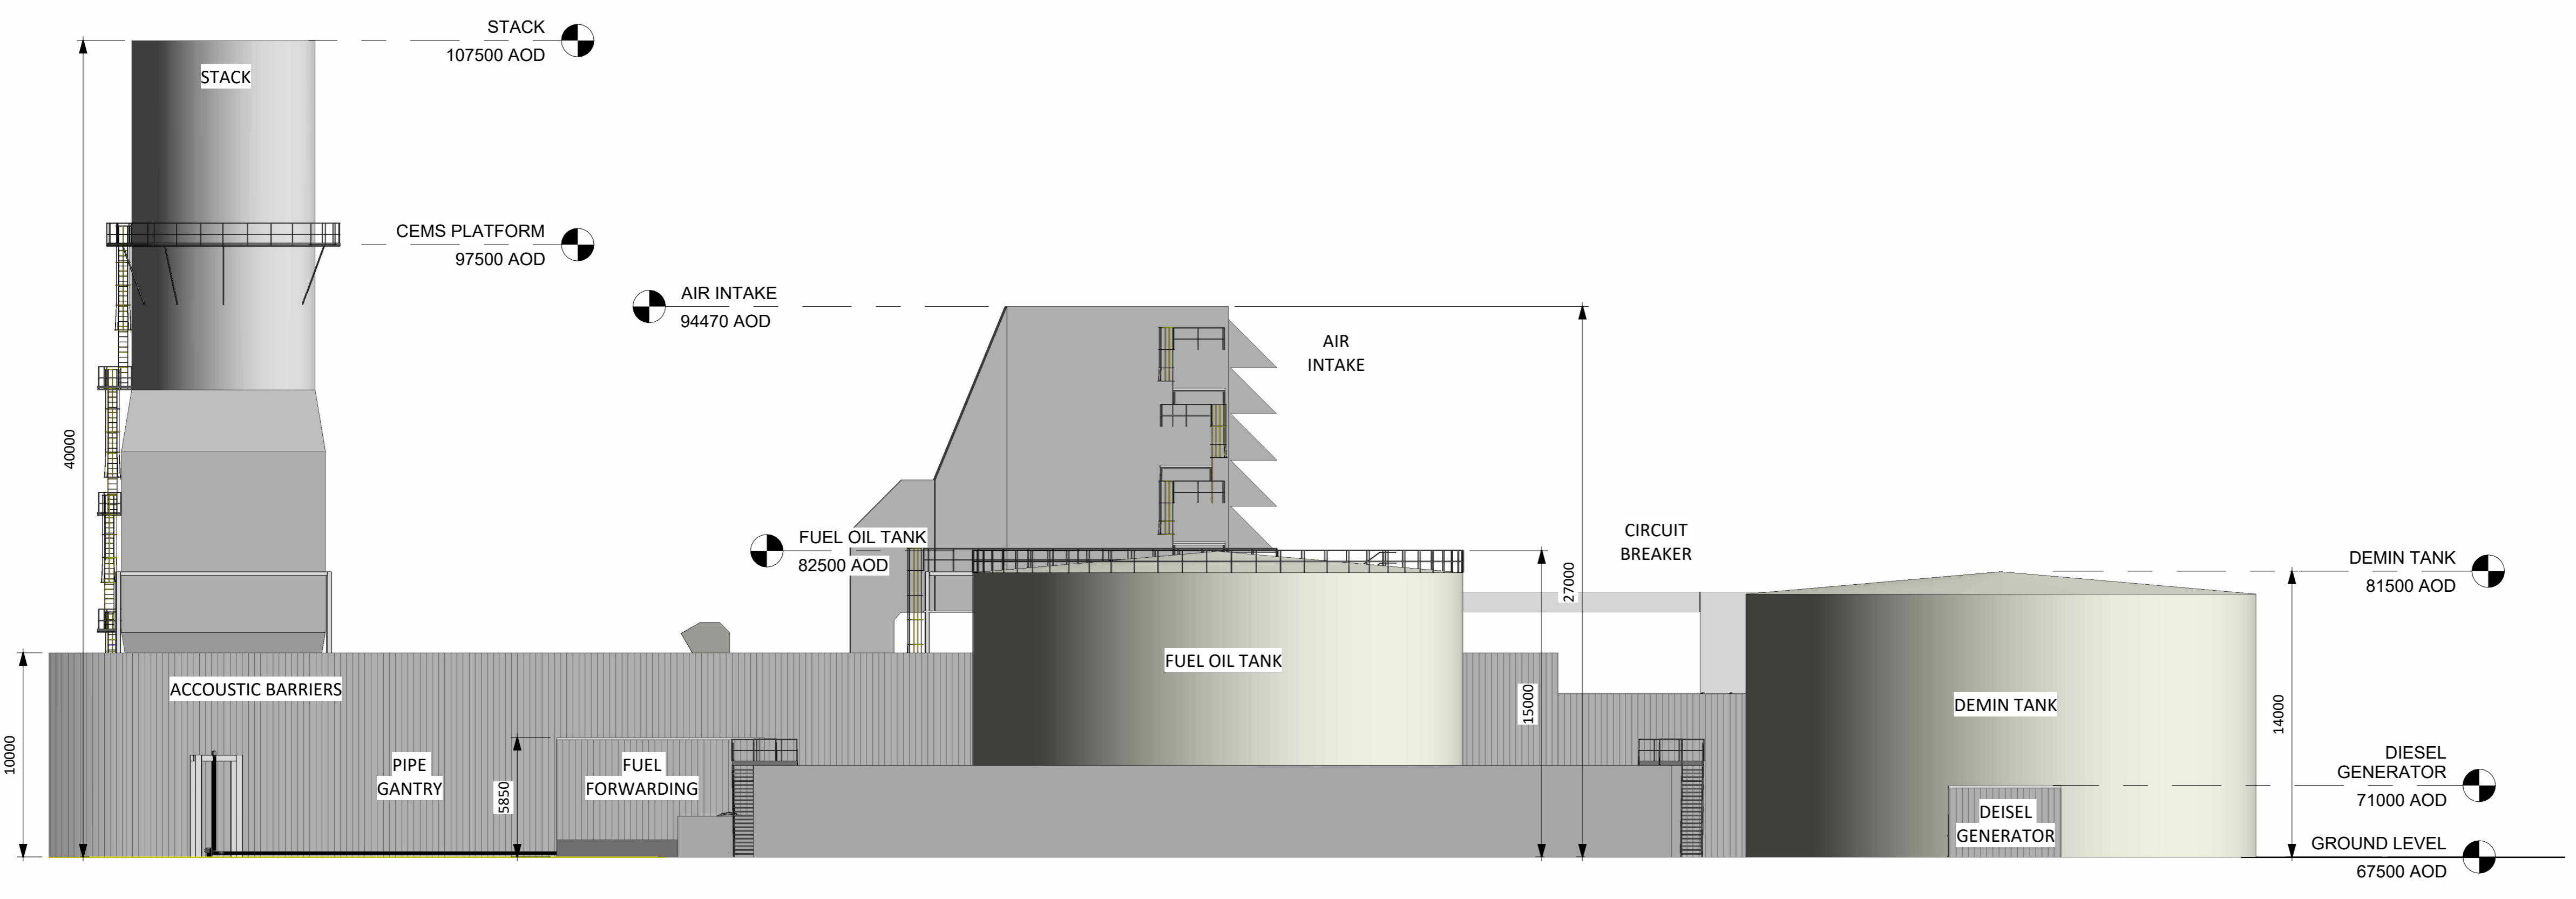 STACK
107500 AOD
STACK
CEMS PLATFORM
97500 AOD
AIR INTAKE
94470 AOD
AIR
INTAKE
40000
FUEL OIL TANK
82500 AOD
CIRCUIT
BREAKER
27000
DEMIN TANK
81500 AOD
FUEL OIL TANK
ACCOUSTIC BARRIERS
15000
DEMIN TANK
14000
10000
PIPE
GANTRY
5850
FUEL
FORWARDING
DIESEL
GENERATOR
71000 AOD
DEISEL
GENERATOR
GROUND LEVEL
67500 AOD